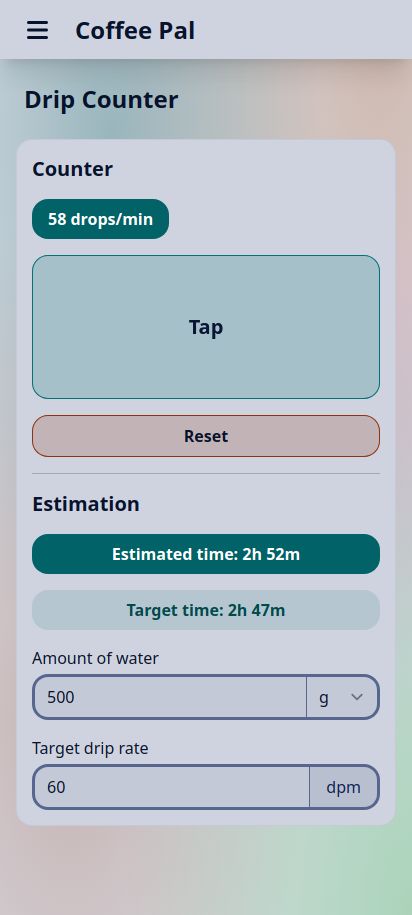 Coffee Pal
Drip Counter
Counter
58 drops/min
Tap
Reset
Estimation
Estimated time: 2h 52m
Target time: 2h 47m
Amount of water
500 g
Target drip rate
60 dpm